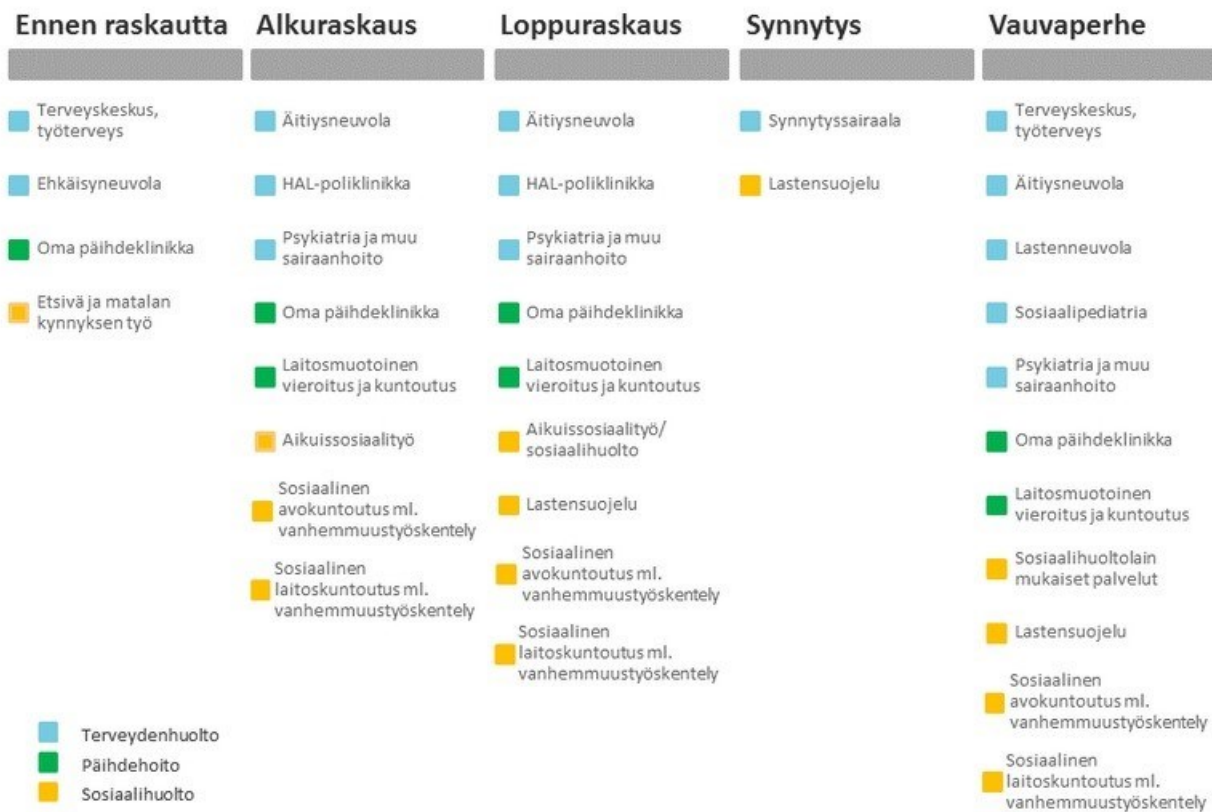 Ennen raskautta
Terveyskeskus,
työterveys
Ehkäisyneuvola
Oma päihdeklinikka
Etsivä ja matalan
kynnyksen työ
Alkuraskaus
Äitiysneuvola
HAL-poliklinikka
Psykiatria ja muu
sairaanhoito
Oma päihdeklinikka
Laitosmuotoinen
vieroitus ja kuntoutus
Aikuissosiaalityö
Sosiaalinen
avokuntoutus ml.
vanhemmuustyöskentely
Sosiaalinen
laitoskuntoutus ml.
vanhemmuustyöskentely
Loppuraskaus
Äitiysneuvola
HAL-poliklinikka
Psykiatria ja muu
sairaanhoito
Oma päihdeklinikka
Laitosmuotoinen
vieroitus ja kuntoutus
Aikuissosiaalityö/
sosiaalihuolto
Lastensuojelu
Sosiaalinen
avokuntoutus ml.
vanhemmuustyöskentely
Sosiaalinen
laitoskuntoutus ml.
vanhemmuustyöskentely
Synnytys
Synnytyssairaala
Lastensuojelu
Vauvaperhe
Terveyskeskus,
työterveys
Äitiysneuvola
Lastenneuvola
Sosiaalipediatria
Psykiatria ja muu
sairaanhoito
Oma päihdeklinikka
Laitosmuotoinen
vieroitus ja kuntoutus
Sosiaalihuoltolain
mukaiset palvelut
Lastensuojelu
Sosiaalinen
avokuntoutus ml.
vanhemmuustyöskentely
Sosiaalinen
laitoskuntoutus ml.
vanhemmuustyöskentely
Terveydenhuolto
Päihdehoito
Sosiaalihuolto